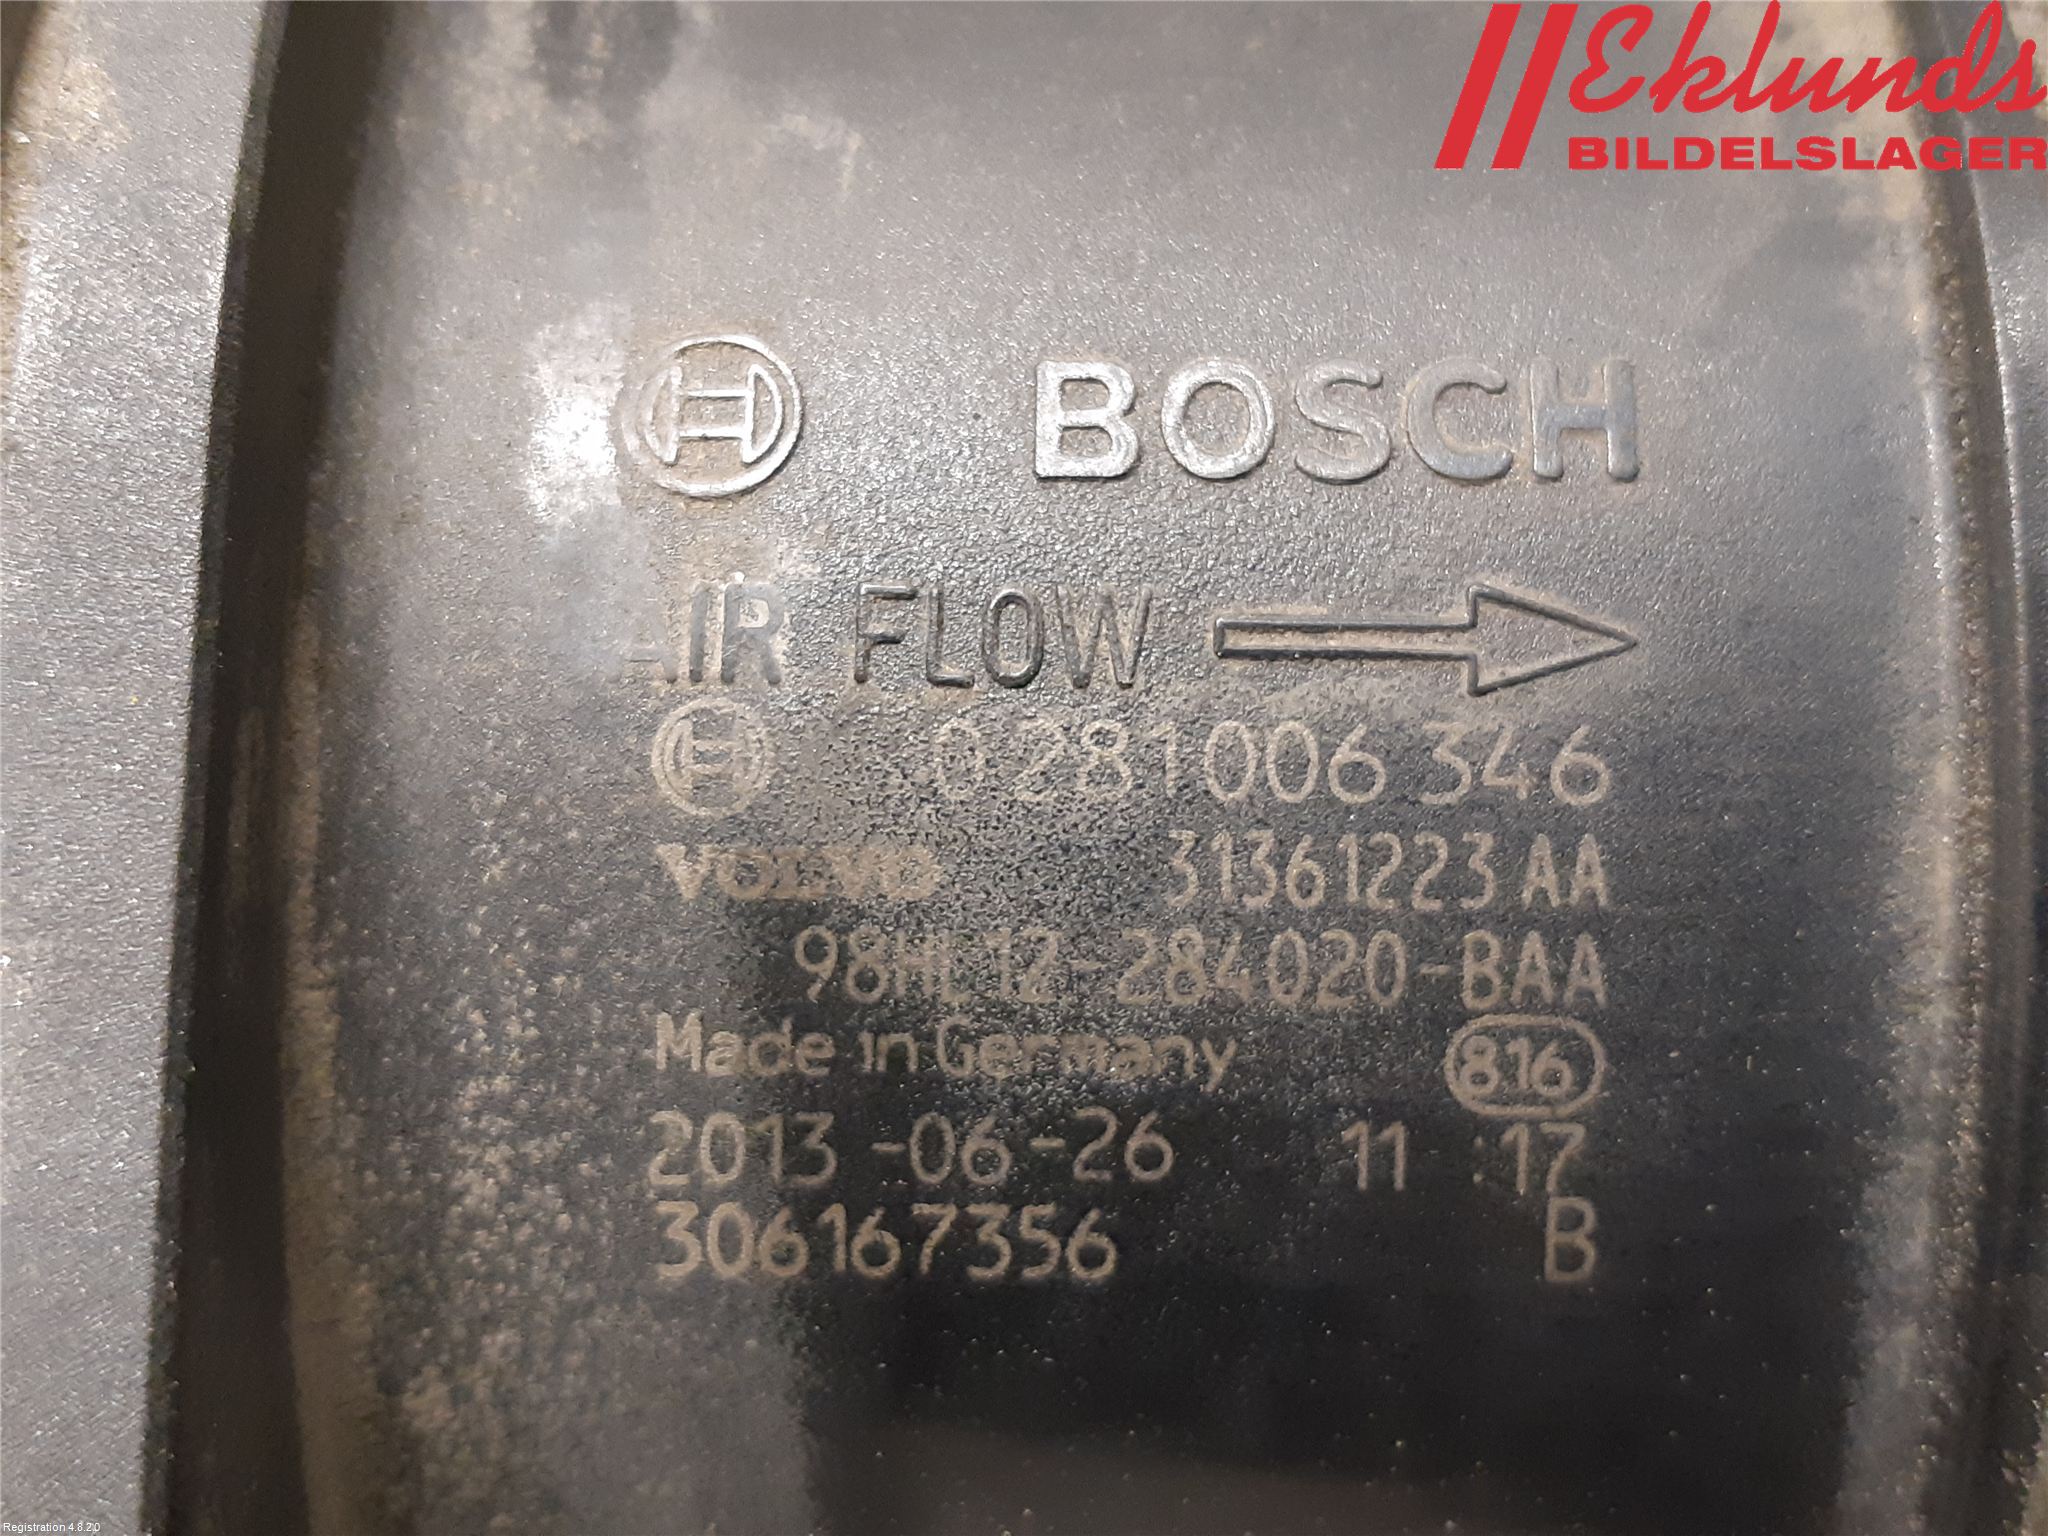 Eklunds
BILDELSLAGER
BOSCH
AIR FLOW
0 281 006 346
VOLVO 31361223 AA
98HL12-284020-BAA
Made in Germany 816
2013-06-26 11:17
306167356 B
Registration 4.8.2.0